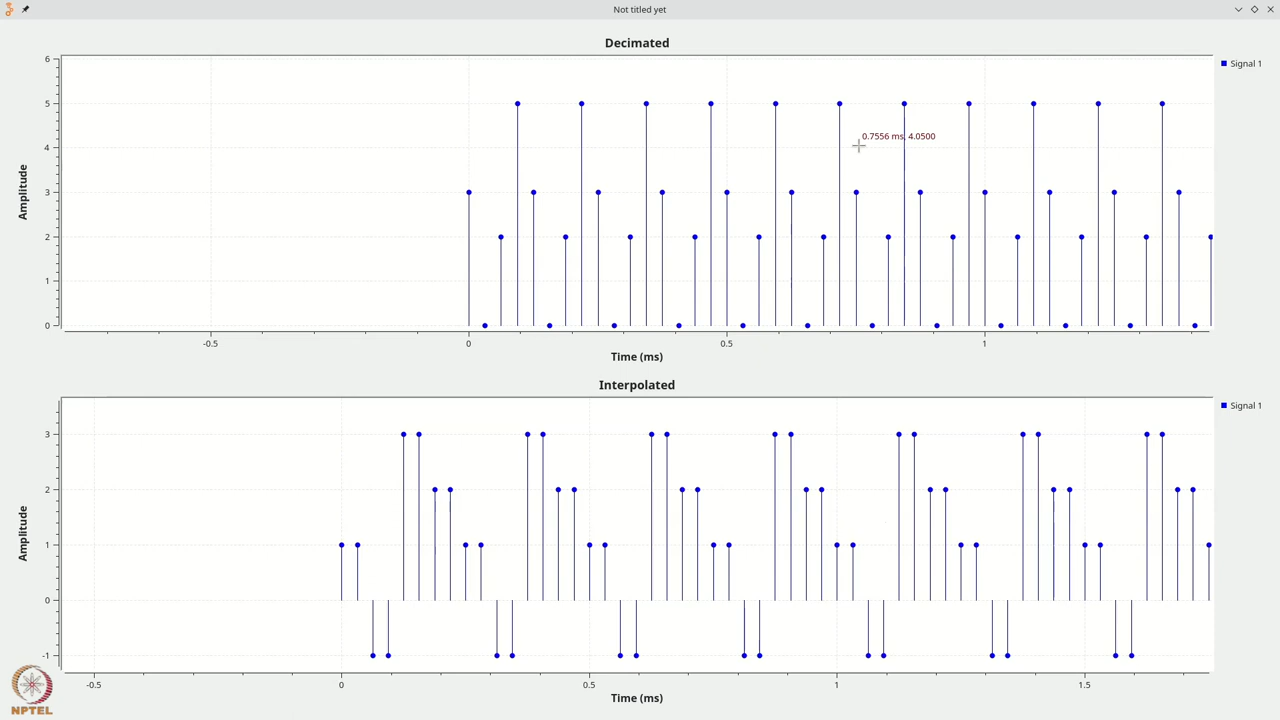 Not titled yet
Decimated
6
Signal 1
5
0.7556 ms, 4.0500
4
3
2
1
0
Amplitude
-0.5 0 0.5 1
Time (ms)
Interpolated
Signal 1
3
2
1
0
-1
Amplitude
-0.5 0 0.5 1 1.5
Time (ms)
NPTEL